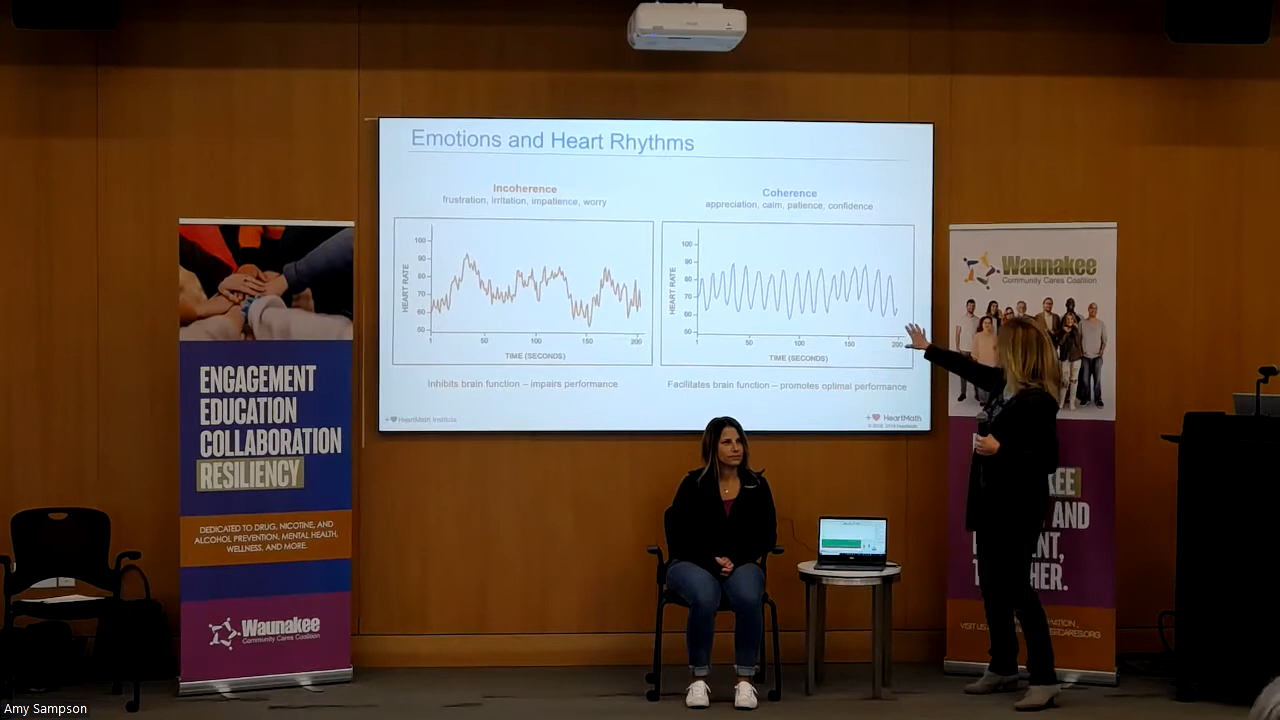 Emotions and Heart Rhythms
Incoherence
frustration, irritation, impatience, worry
HEART RATE
100
90
80
70
60
50
1
50
100
150
200
TIME (SECONDS)
Inhibits brain function – impairs performance
HeartMath Institute
Coherence
appreciation, calm, patience, confidence
HEART RATE
100
90
80
70
60
50
1
50
100
150
200
TIME (SECONDS)
Facilitates brain function – promotes optimal performance
HeartMath
ENGAGEMENT
EDUCATION
COLLABORATION
RESILIENCY
DEDICATED TO DRUG, NICOTINE, AND
ALCOHOL PREVENTION, MENTAL HEALTH,
WELLNESS, AND MORE.
Waunakee
Community Cares Coalition
Waunakee
Community Cares Coalition
AND
VISIT US
Amy Sampson